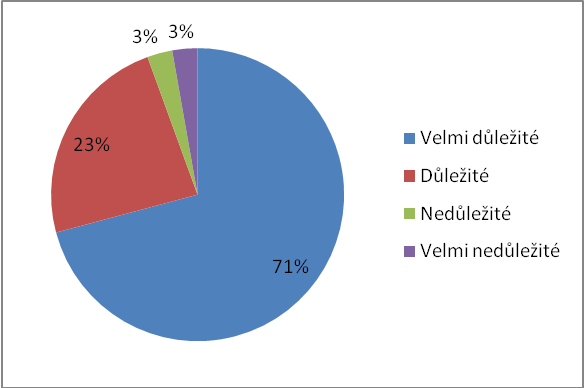 3%
3%
23%
71%
Velmi důležité
Důležité
Nedůležité
Velmi nedůležité